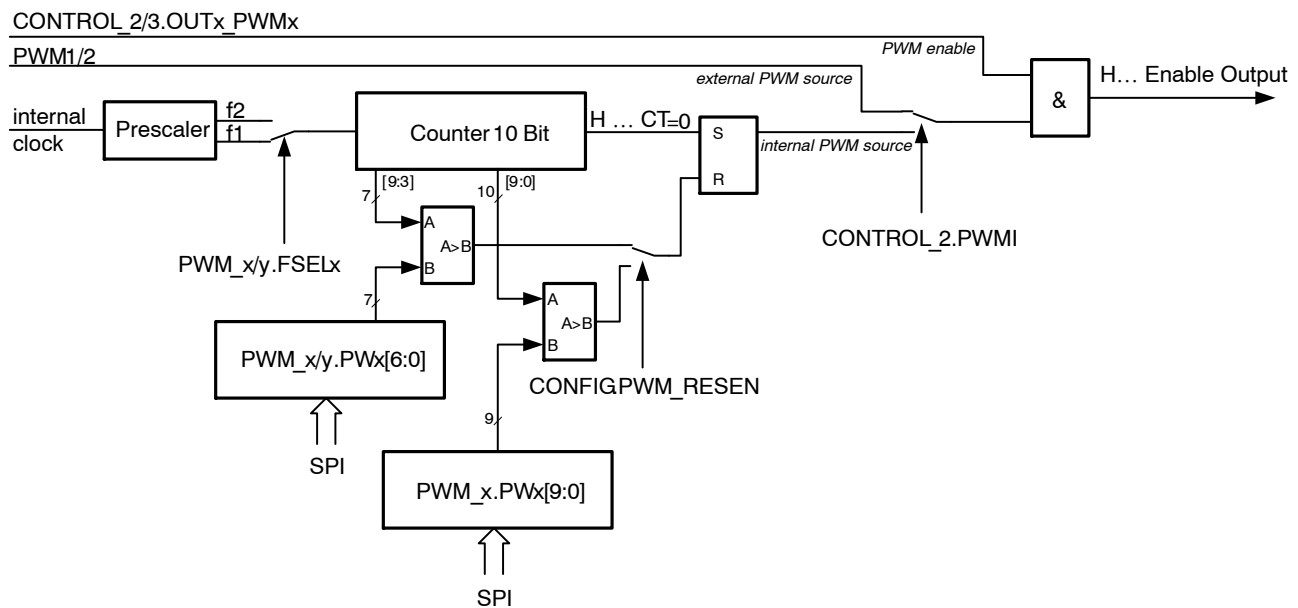 CONTROL_2/3.OUTx_PWMx
PWM enable
PWM1/2
external PWM source
H… Enable Output
&
internal
clock
Prescaler
f2
f1
Counter 10 Bit
H … CT=0
S
R
internal PWM source
7
[9:3]
10
[9:0]
A
A>B
B
PWM_x/y.FSELx
CONTROL_2.PWMI
7
A
A>B
B
PWM_x/y.PWx[6:0]
CONFIG.PWM_RESEN
SPI
9
PWM_x.PWx[9:0]
SPI